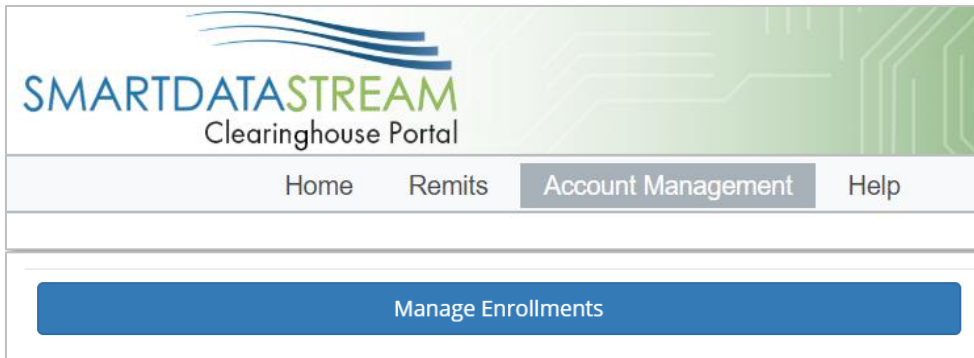 SMARTDATASTREAM
Clearinghouse Portal
Home Remits Account Management Help
Manage Enrollments